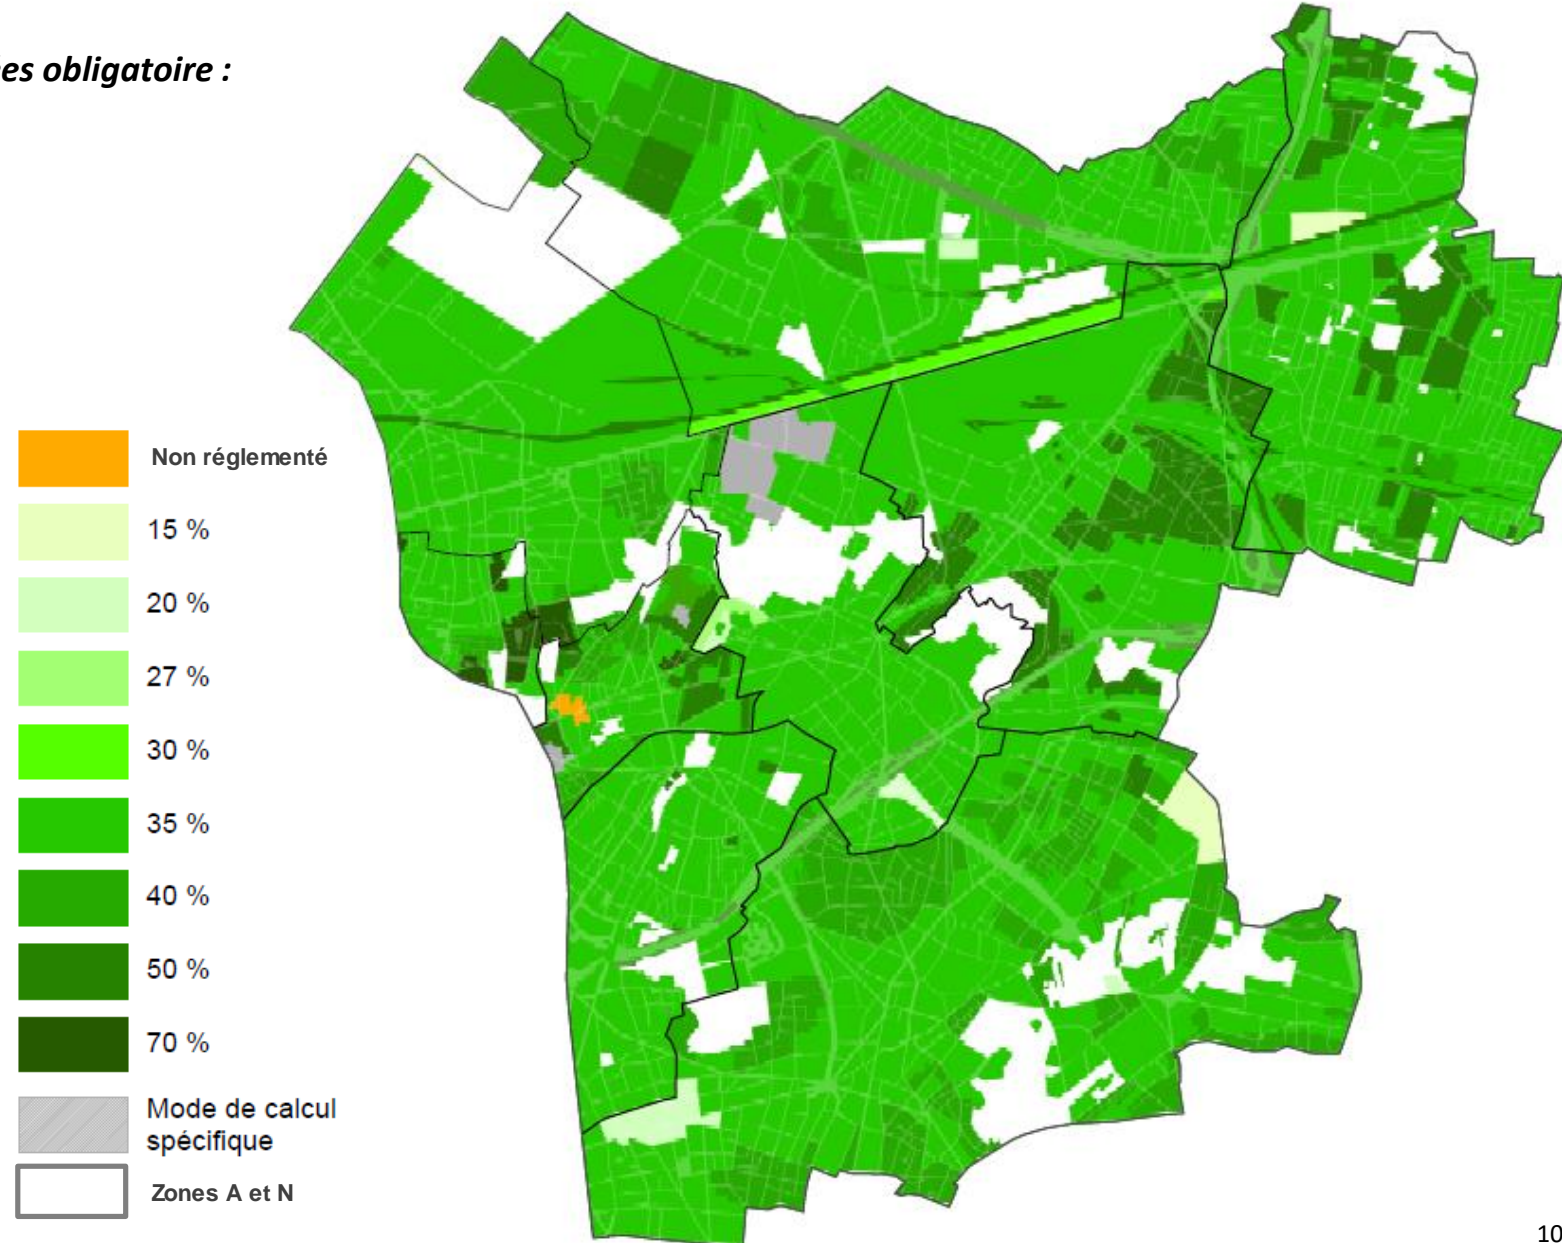 es obligatoire :
Non réglementé
15 %
20 %
27 %
30 %
35 %
40 %
50 %
70 %
Mode de calcul
spécifique
Zones A et N
10